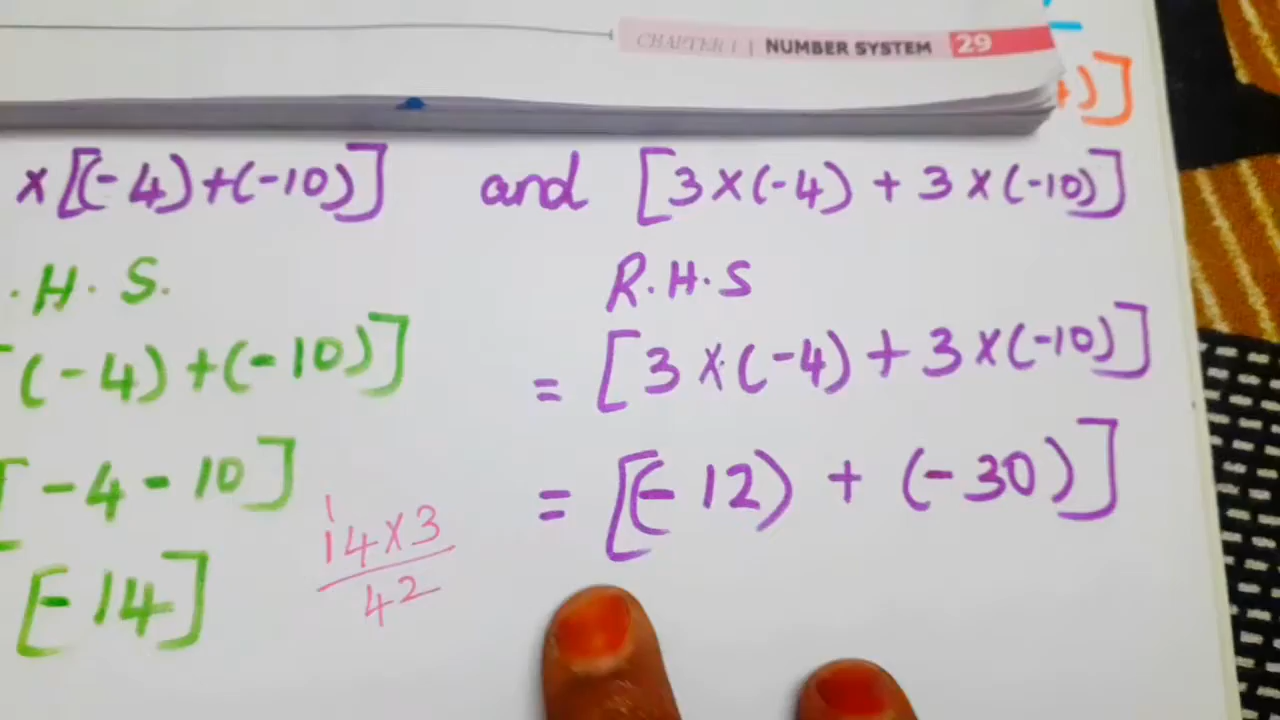 CHAPTER 1 | NUMBER SYSTEM 29
)]
×[(-4)+(-10)] and [3×(-4) + 3×(-10)]
.H.S.
[(-4)+(-10)]
[-4-10]
[-14]
14×3
1
42
R.H.S
= [3×(-4)+3×(-10)]
= [(-12) + (-30)]